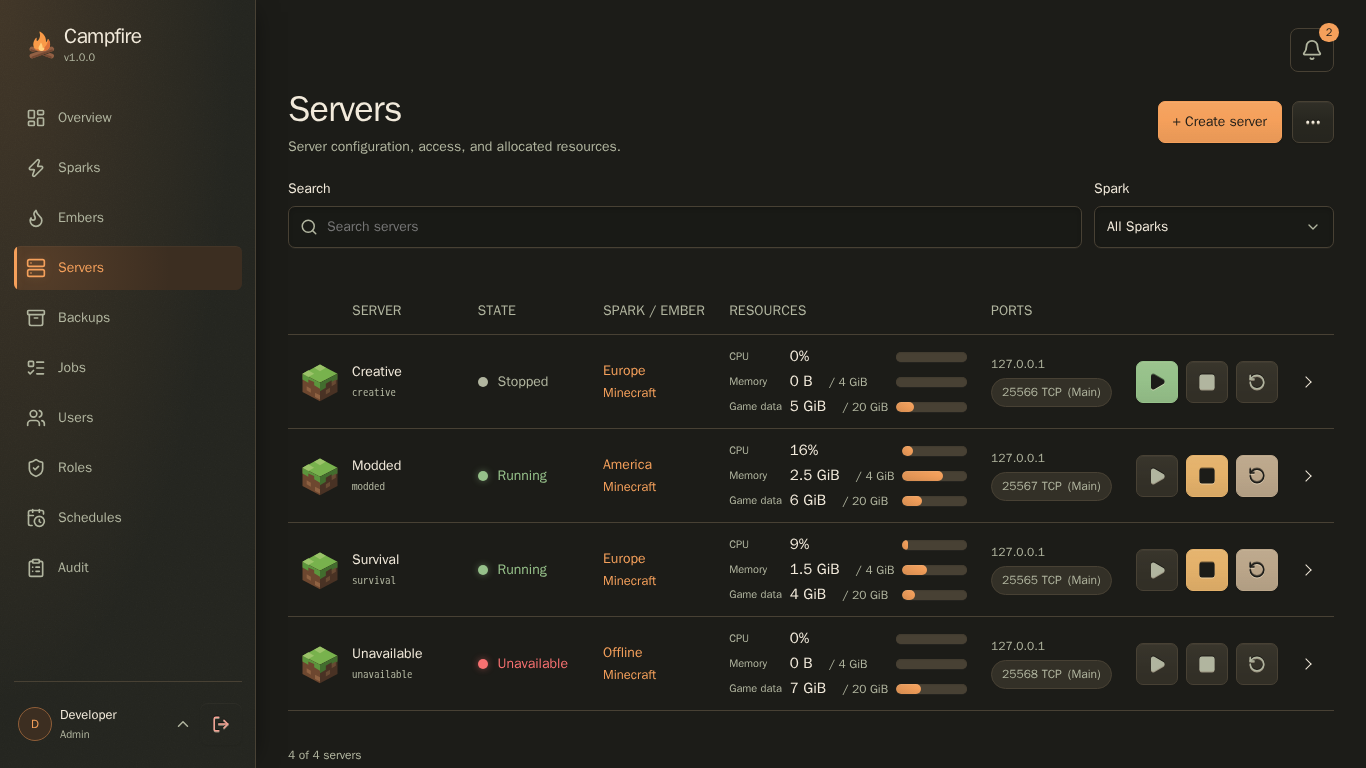 Campfire
v1.0.0
Overview
Sparks
Embers
Servers
Backups
Jobs
Users
Roles
Schedules
Audit
D
Developer
Admin
2
Servers
Server configuration, access, and allocated resources.
+ Create server
Search
Search servers
Spark
All Sparks
SERVER STATE SPARK / EMBER RESOURCES PORTS
Creative
creative
Stopped
Europe
Minecraft
CPU 0%
Memory 0 B / 4 GiB
Game data 5 GiB / 20 GiB
127.0.0.1
25566 TCP (Main)
Modded
modded
Running
America
Minecraft
CPU 16%
Memory 2.5 GiB / 4 GiB
Game data 6 GiB / 20 GiB
127.0.0.1
25567 TCP (Main)
Survival
survival
Running
Europe
Minecraft
CPU 9%
Memory 1.5 GiB / 4 GiB
Game data 4 GiB / 20 GiB
127.0.0.1
25565 TCP (Main)
Unavailable
unavailable
Unavailable
Offline
Minecraft
CPU 0%
Memory 0 B / 4 GiB
Game data 7 GiB / 20 GiB
127.0.0.1
25568 TCP (Main)
4 of 4 servers